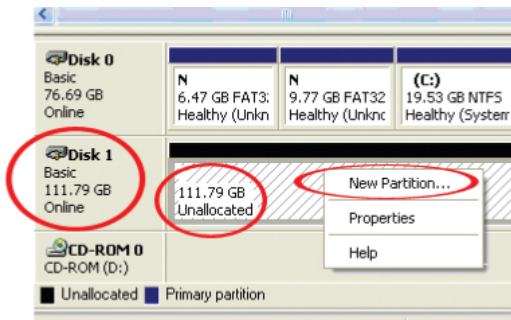 Disk 0
Basic
76.69 GB
Online
N
6.47 GB FAT3:
Healthy (Unkn
N
9.77 GB FAT32
Healthy (Unknc
(C:)
19.53 GB NTFS
Healthy (System
Disk 1
Basic
111.79 GB
Online
111.79 GB
Unallocated
New Partition...
Properties
Help
CD-ROM 0
CD-ROM (D:)
Unallocated Primary partition